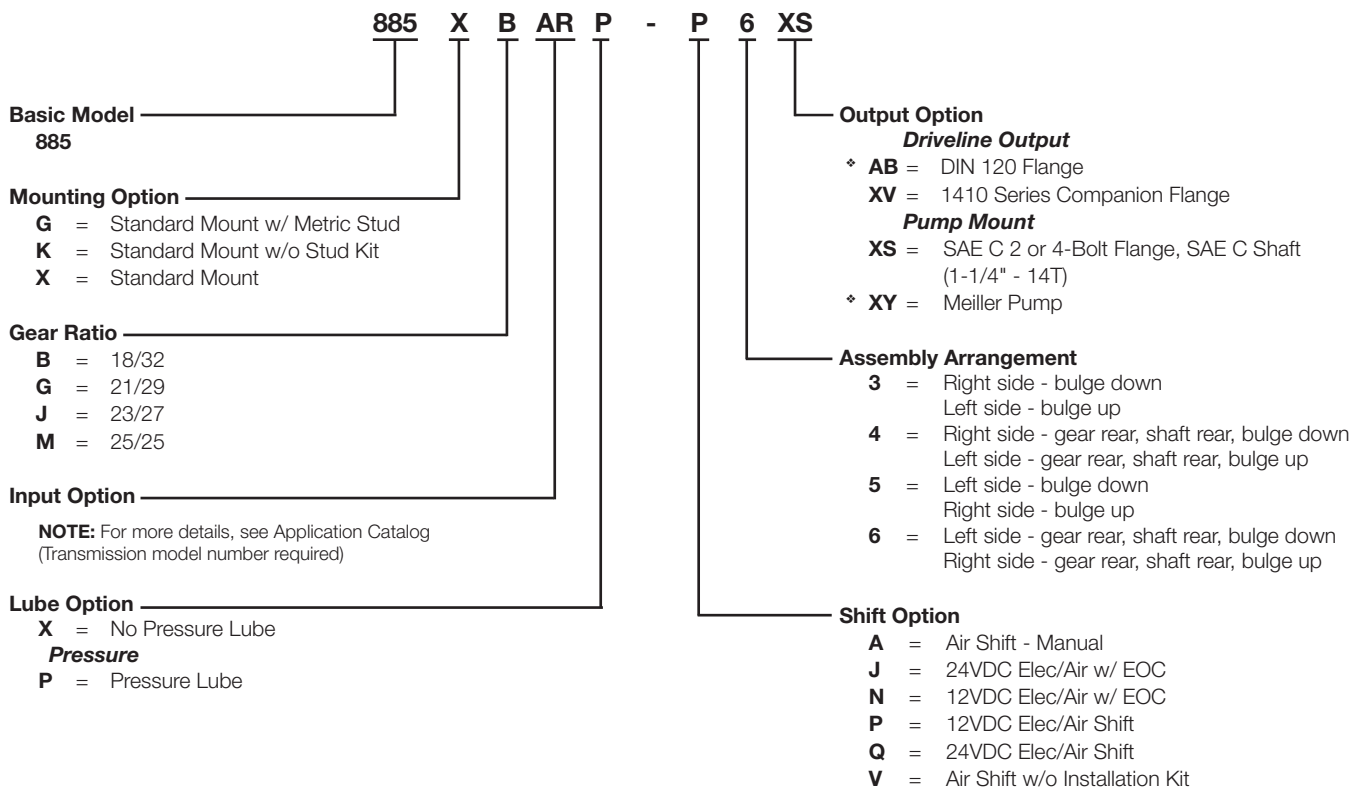 885 X B AR P - P 6 XS
Basic Model
885
Mounting Option
G = Standard Mount w/ Metric Stud
K = Standard Mount w/o Stud Kit
X = Standard Mount
Gear Ratio
B = 18/32
G = 21/29
J = 23/27
M = 25/25
Input Option
NOTE: For more details, see Application Catalog
(Transmission model number required)
Lube Option
X = No Pressure Lube
Pressure
P = Pressure Lube
Output Option
Driveline Output
❖ AB = DIN 120 Flange
XV = 1410 Series Companion Flange
Pump Mount
XS = SAE C 2 or 4-Bolt Flange, SAE C Shaft
(1-1/4" - 14T)
❖ XY = Meiller Pump
Assembly Arrangement
3 = Right side - bulge down
Left side - bulge up
4 = Right side - gear rear, shaft rear, bulge down
Left side - gear rear, shaft rear, bulge up
5 = Left side - bulge down
Right side - bulge up
6 = Left side - gear rear, shaft rear, bulge down
Right side - gear rear, shaft rear, bulge up
Shift Option
A = Air Shift - Manual
J = 24VDC Elec/Air w/ EOC
N = 12VDC Elec/Air w/ EOC
P = 12VDC Elec/Air Shift
Q = 24VDC Elec/Air Shift
V = Air Shift w/o Installation Kit